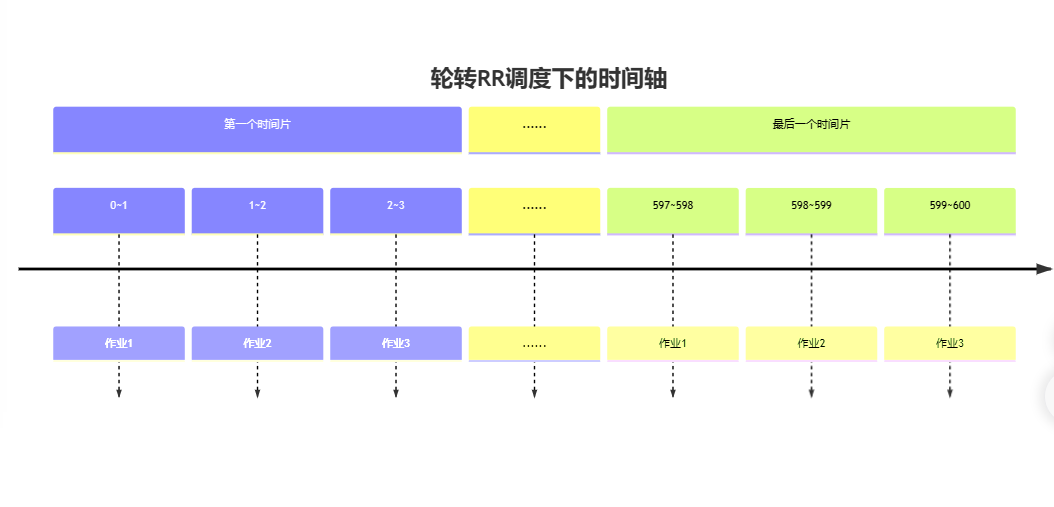 轮转RR调度下的时间轴
第一个时间片
......
最后一个时间片
0~1
1~2
2~3
......
597~598
598~599
599~600
作业1
作业2
作业3
......
作业1
作业2
作业3